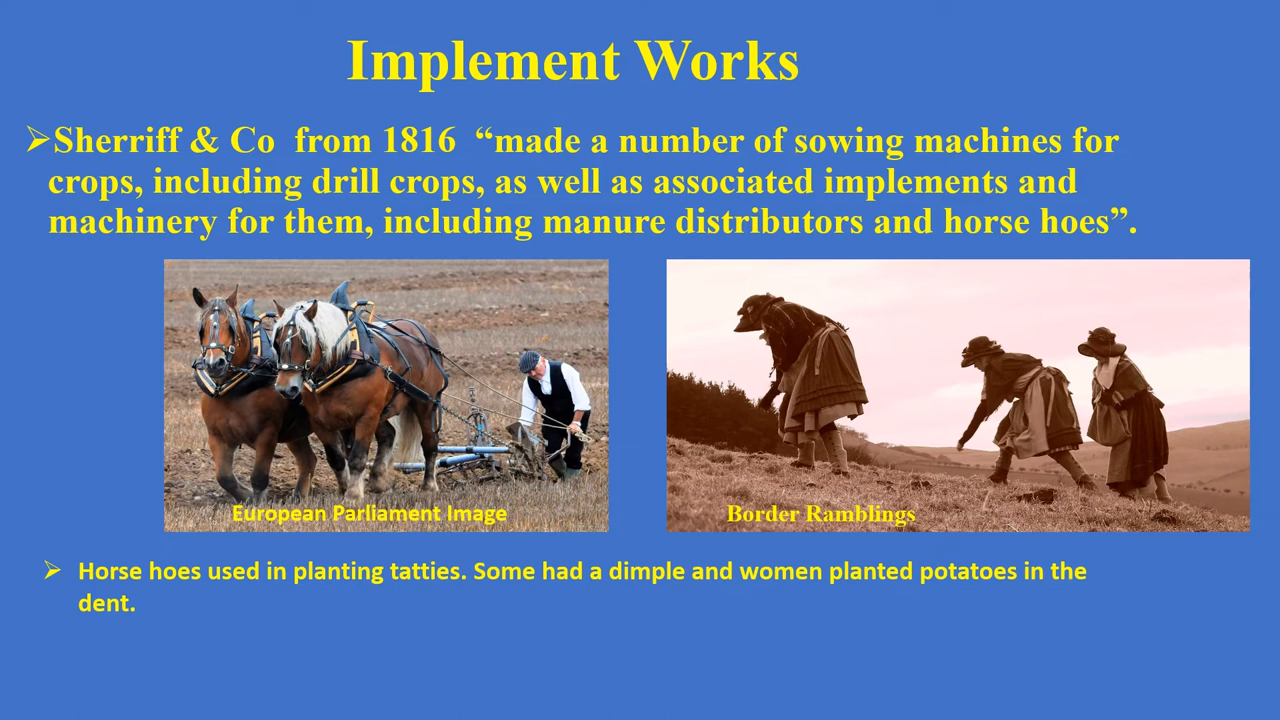 Implement Works
➢Sherriff & Co from 1816 “made a number of sowing machines for
crops, including drill crops, as well as associated implements and
machinery for them, including manure distributors and horse hoes”.
European Parliament Image
Border Ramblings
➢ Horse hoes used in planting tatties. Some had a dimple and women planted potatoes in the
dent.